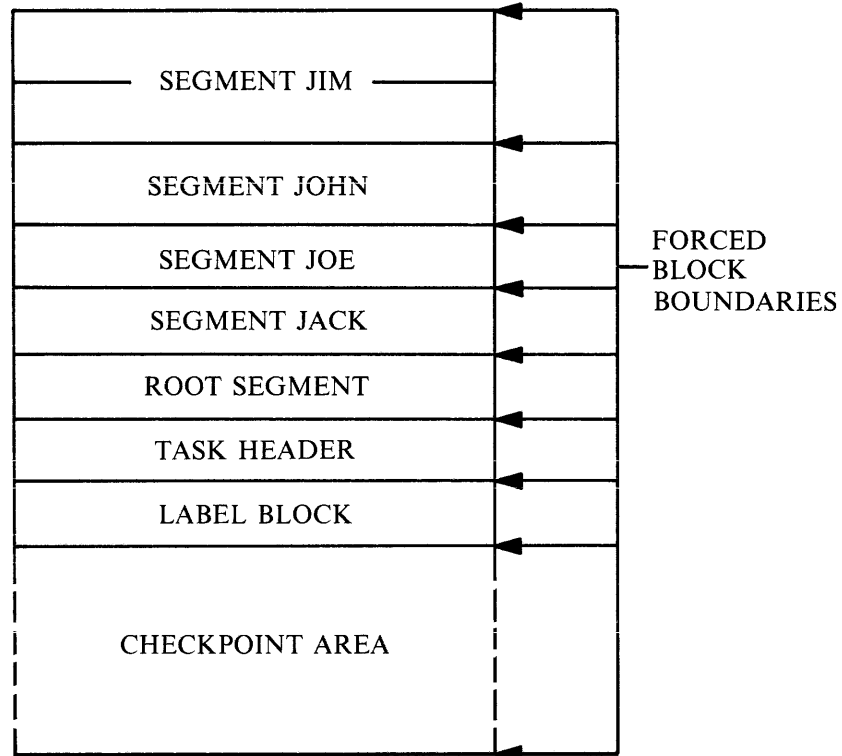 SEGMENT JIM
SEGMENT JOHN
SEGMENT JOE
SEGMENT JACK
ROOT SEGMENT
TASK HEADER
LABEL BLOCK
CHECKPOINT AREA
FORCED
BLOCK
BOUNDARIES